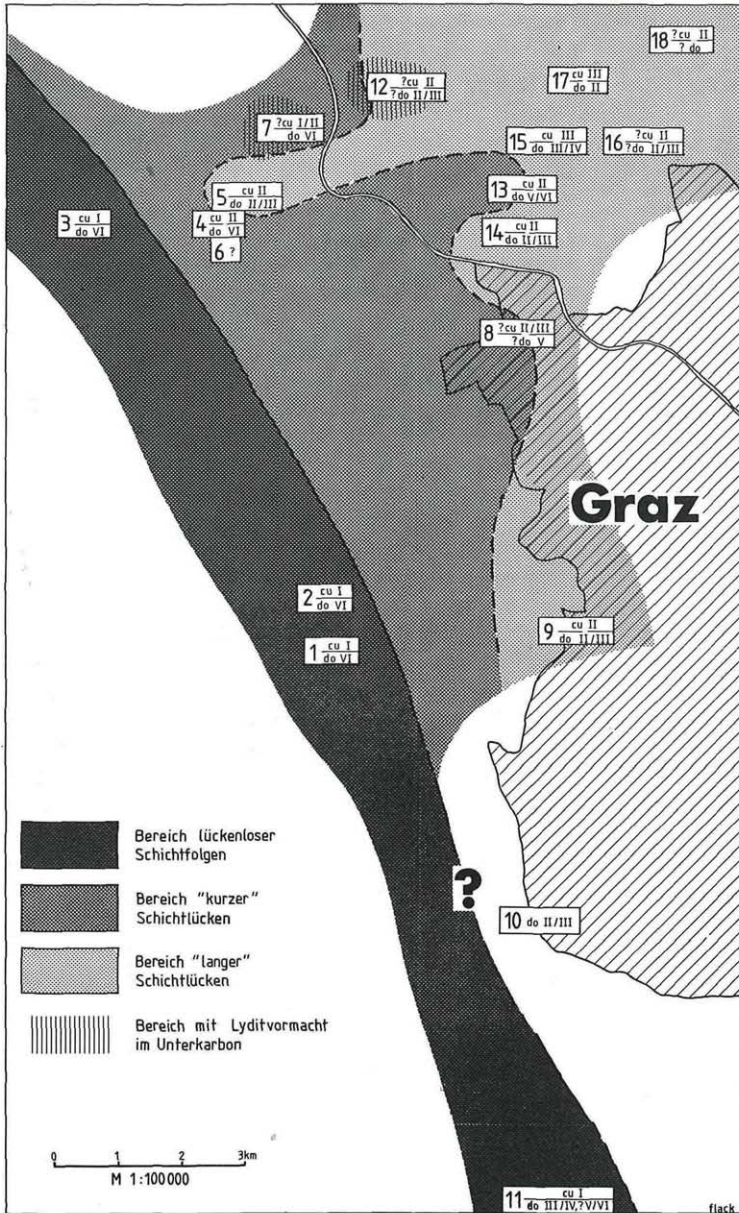 18 ?cu II
? do
17 cu III
do II
12 ?cu II
? do II/III
7 ?cu I/II
do VI
15 cu III
do III/IV
16 ?cu II
?do II/III
5 cu II
do II/III
13 cu II
do V/VI
3 cu I
do VI
4 cu II
do VI
14 cu II
do II/III
6 ?
8 ?cu II/III
?do V
Graz
2 cu I
do VI
9 cu II
do II/III
1 cu I
do VI
Bereich lückenloser
Schichtfolgen
Bereich "kurzer"
Schichtlücken
?
10 do II/III
Bereich "langer"
Schichtlücken
Bereich mit Lyditvormacht
im Unterkarbon
0 1 2 3km
M 1:100000
11 cu I
do III/IV,?V/VI
flack